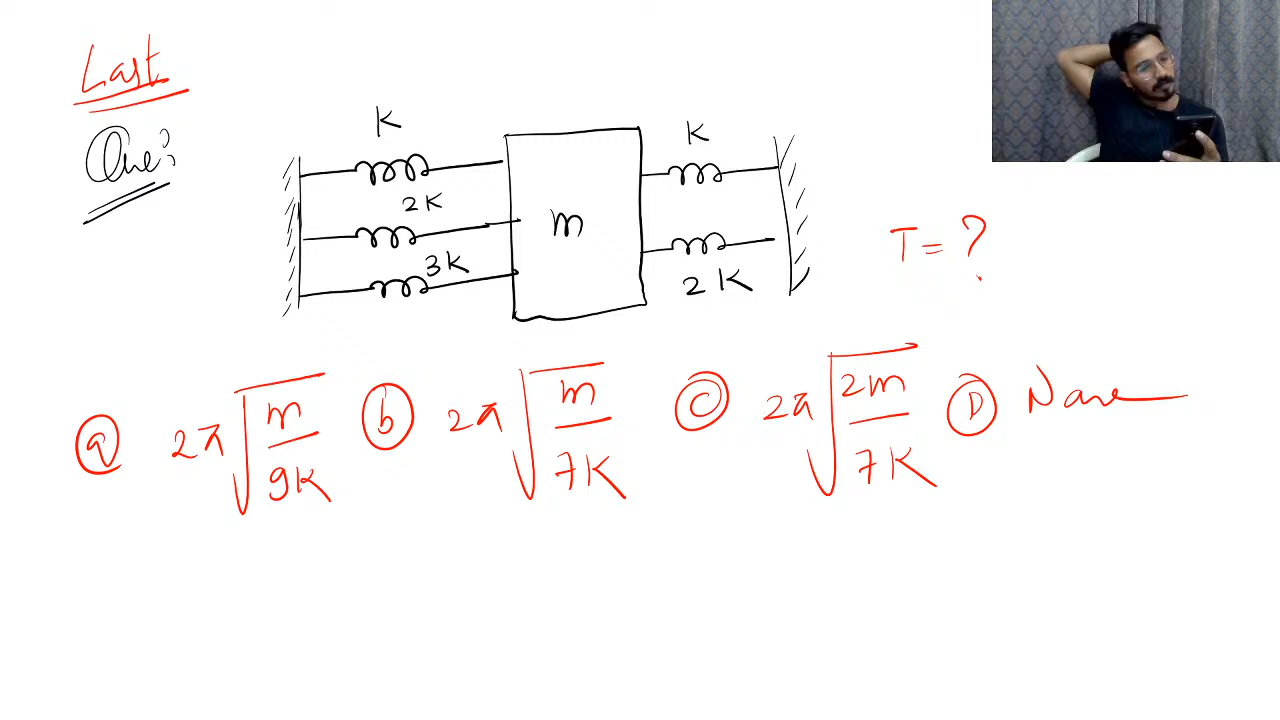 Last
Que:
K
K
2K
3K
m
2K
T = ?
(a) 2π√(m/9K) (b) 2π√(m/7K) (c) 2π√(2m/7K) (D) None